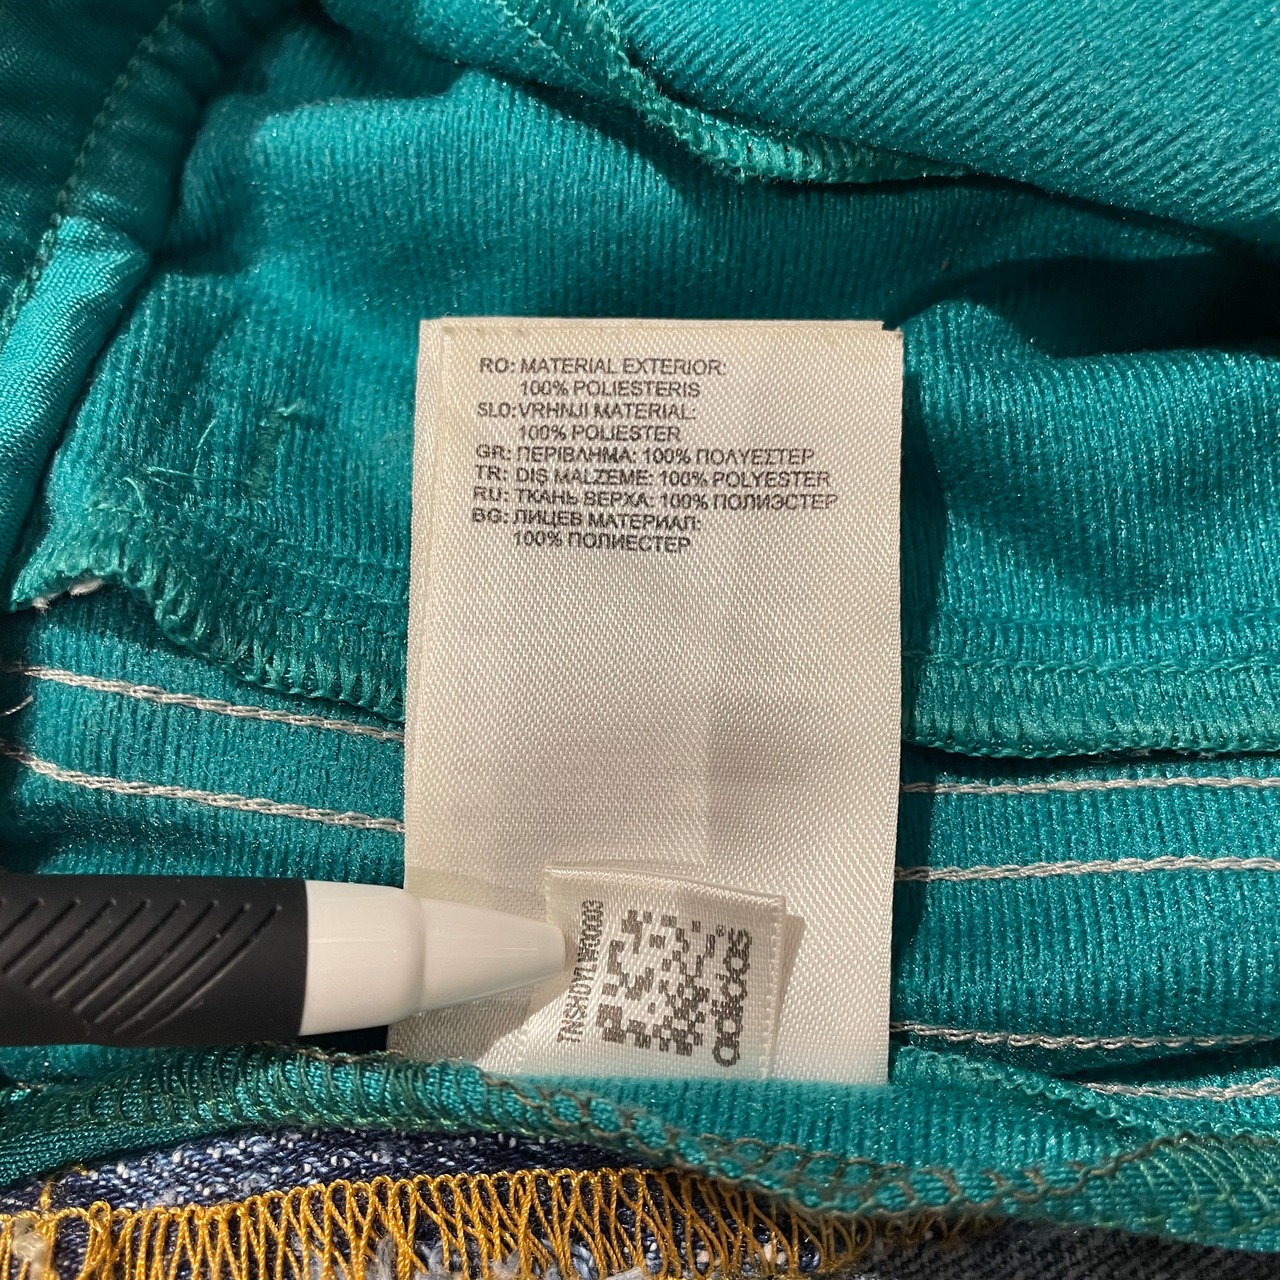 RO: MATERIAL EXTERIOR:
100% POLIESTERIS
SLO: VRHNJI MATERIAL:
100% POLIESTER
GR: ΠΕΡΙΒΛΗΜΑ: 100% ΠΟΛΥΕΣΤΕΡ
TR: DIŞ MALZEME: 100% POLYESTER
RU: ТКАНЬ ВЕРХА: 100% ПОЛИЭСТЕР
BG: ЛИЦЕВ МАТЕРИАЛ:
100% ПОЛИЕСТЕР
adidas